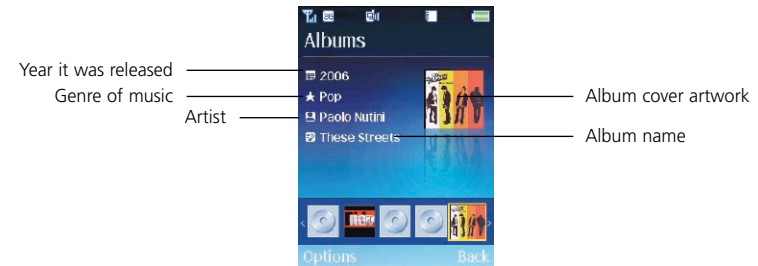 Albums
Year it was released
2006
Genre of music
Pop
Album cover artwork
Artist
Paolo Nutini
These Streets
Album name
Options
Back